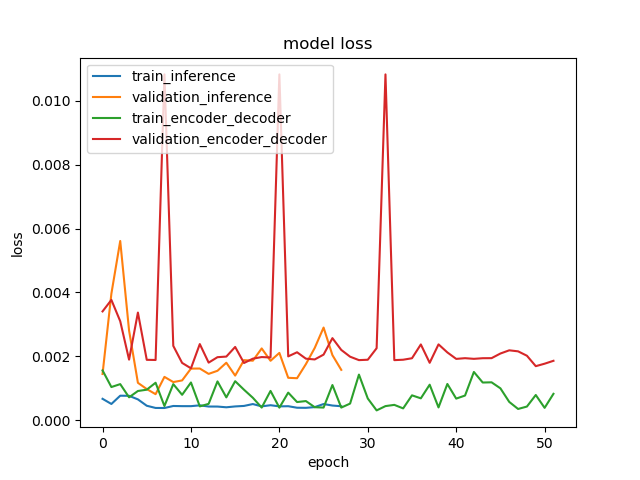 model loss
train_inference
validation_inference
train_encoder_decoder
validation_encoder_decoder
0.010
0.008
0.006
0.004
0.002
0.000
loss
0 10 20 30 40 50
epoch